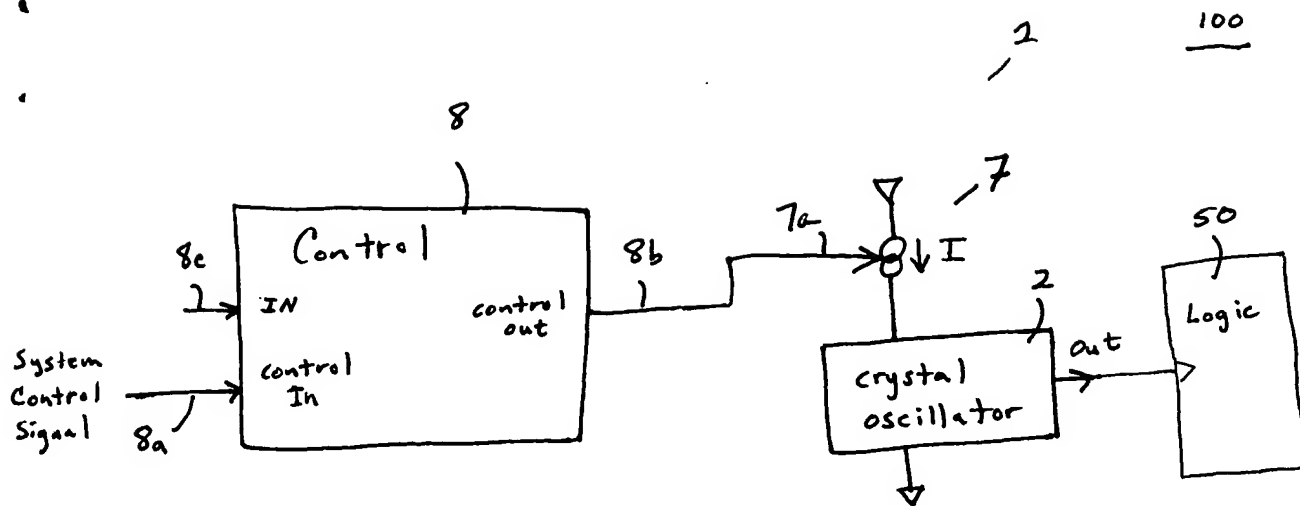 100
1
8
7
7a
50
Control
8b
I
8c
IN
control
out
2
Logic
out
System
Control
Signal
control
In
crystal
oscillator
8a